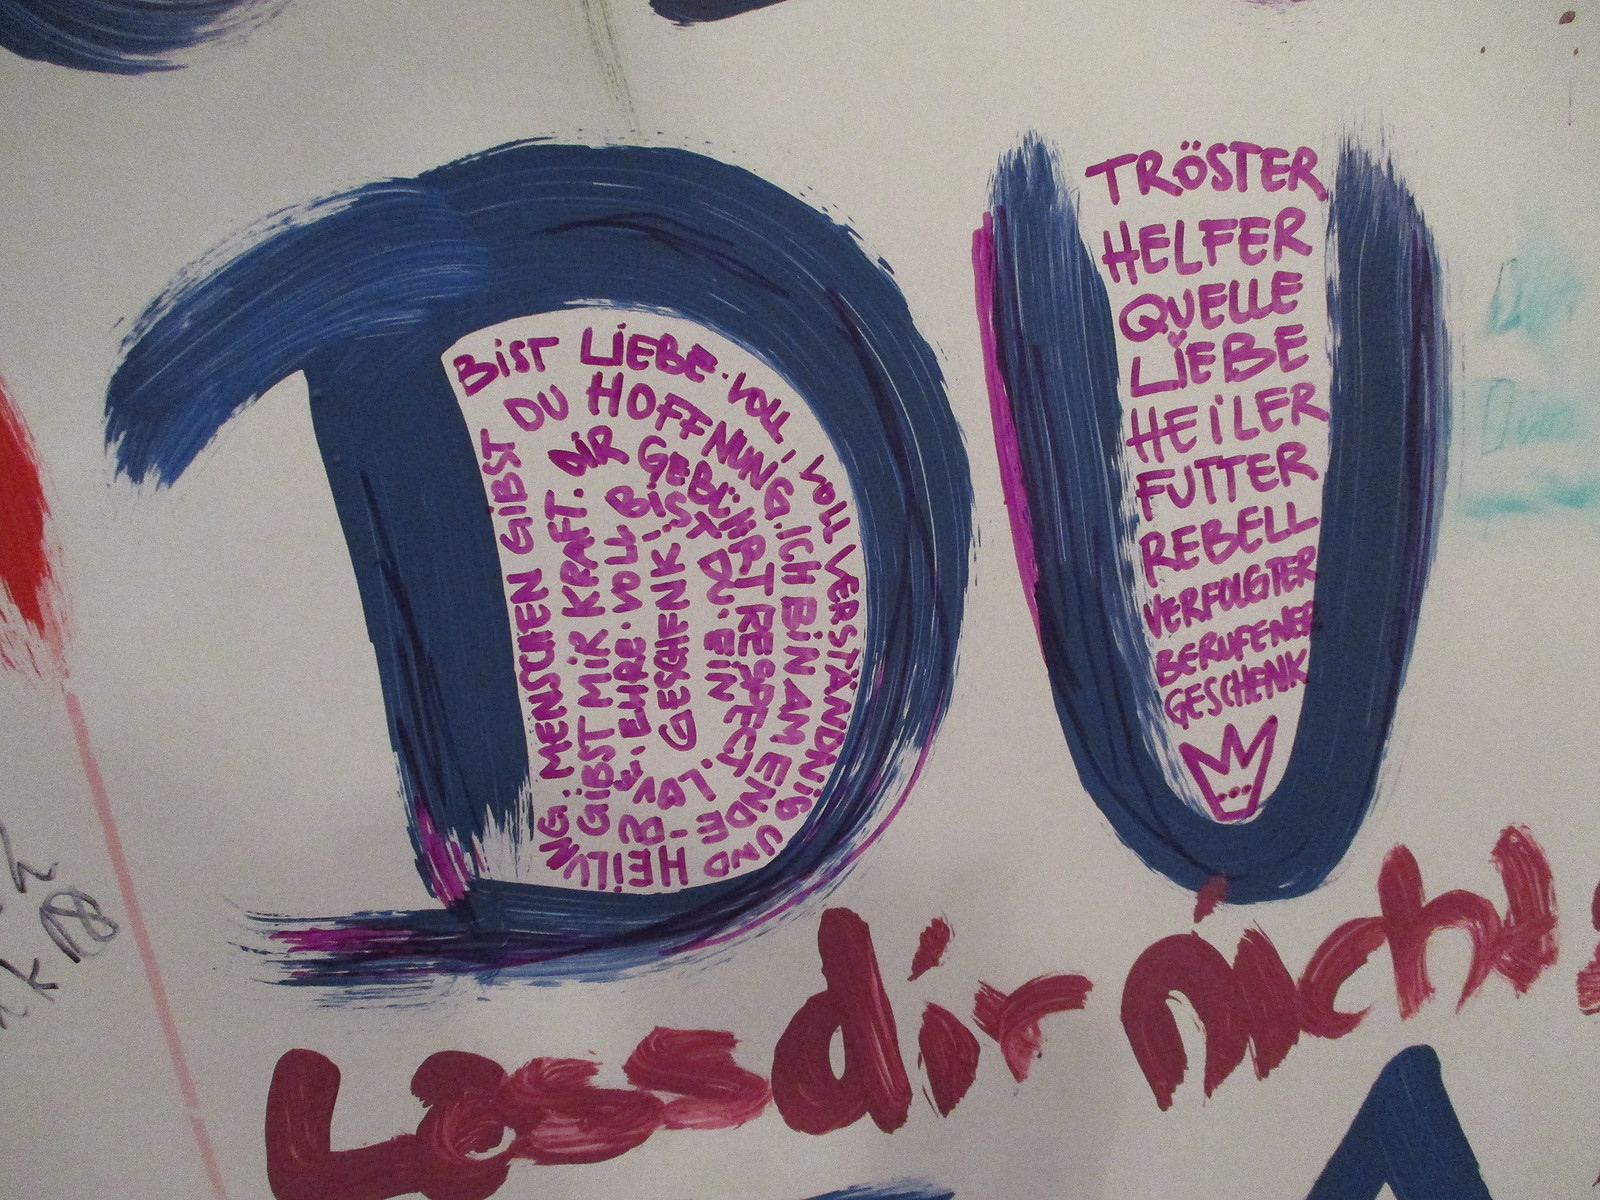 DU
BiST LiEBE. VOLL, VOLL VERSTÄNDNiS UND HEiLUNG. MENSCHEN GiBST DU HOFFNUNG. ICH BiN AM ENDE - DU GiBST MiR KRAFT. DiR GEBÜHRT RESPECT. LOVE. EHRE. VOLL BiST DU. EiN GESCHENK!
TRÖSTER
HELFER
QUELLE
LiEBE
HEiLER
FUTTER
REBELL
VERFOLGTER
BERUFENER
GESCHENK
Lass dir nichts